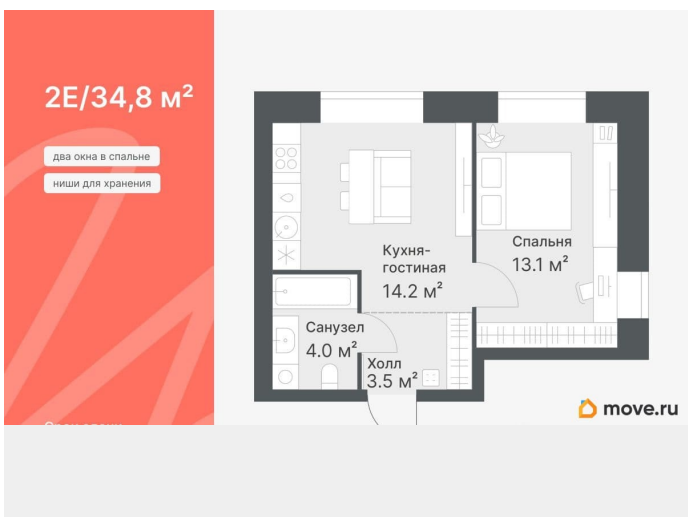 2E/34,8 м²
два окна в спальне
ниши для хранения
Кухня-
гостиная
14.2 м²
Спальня
13.1 м²
Санузел
4.0 м²
Холл
3.5 м²
move.ru